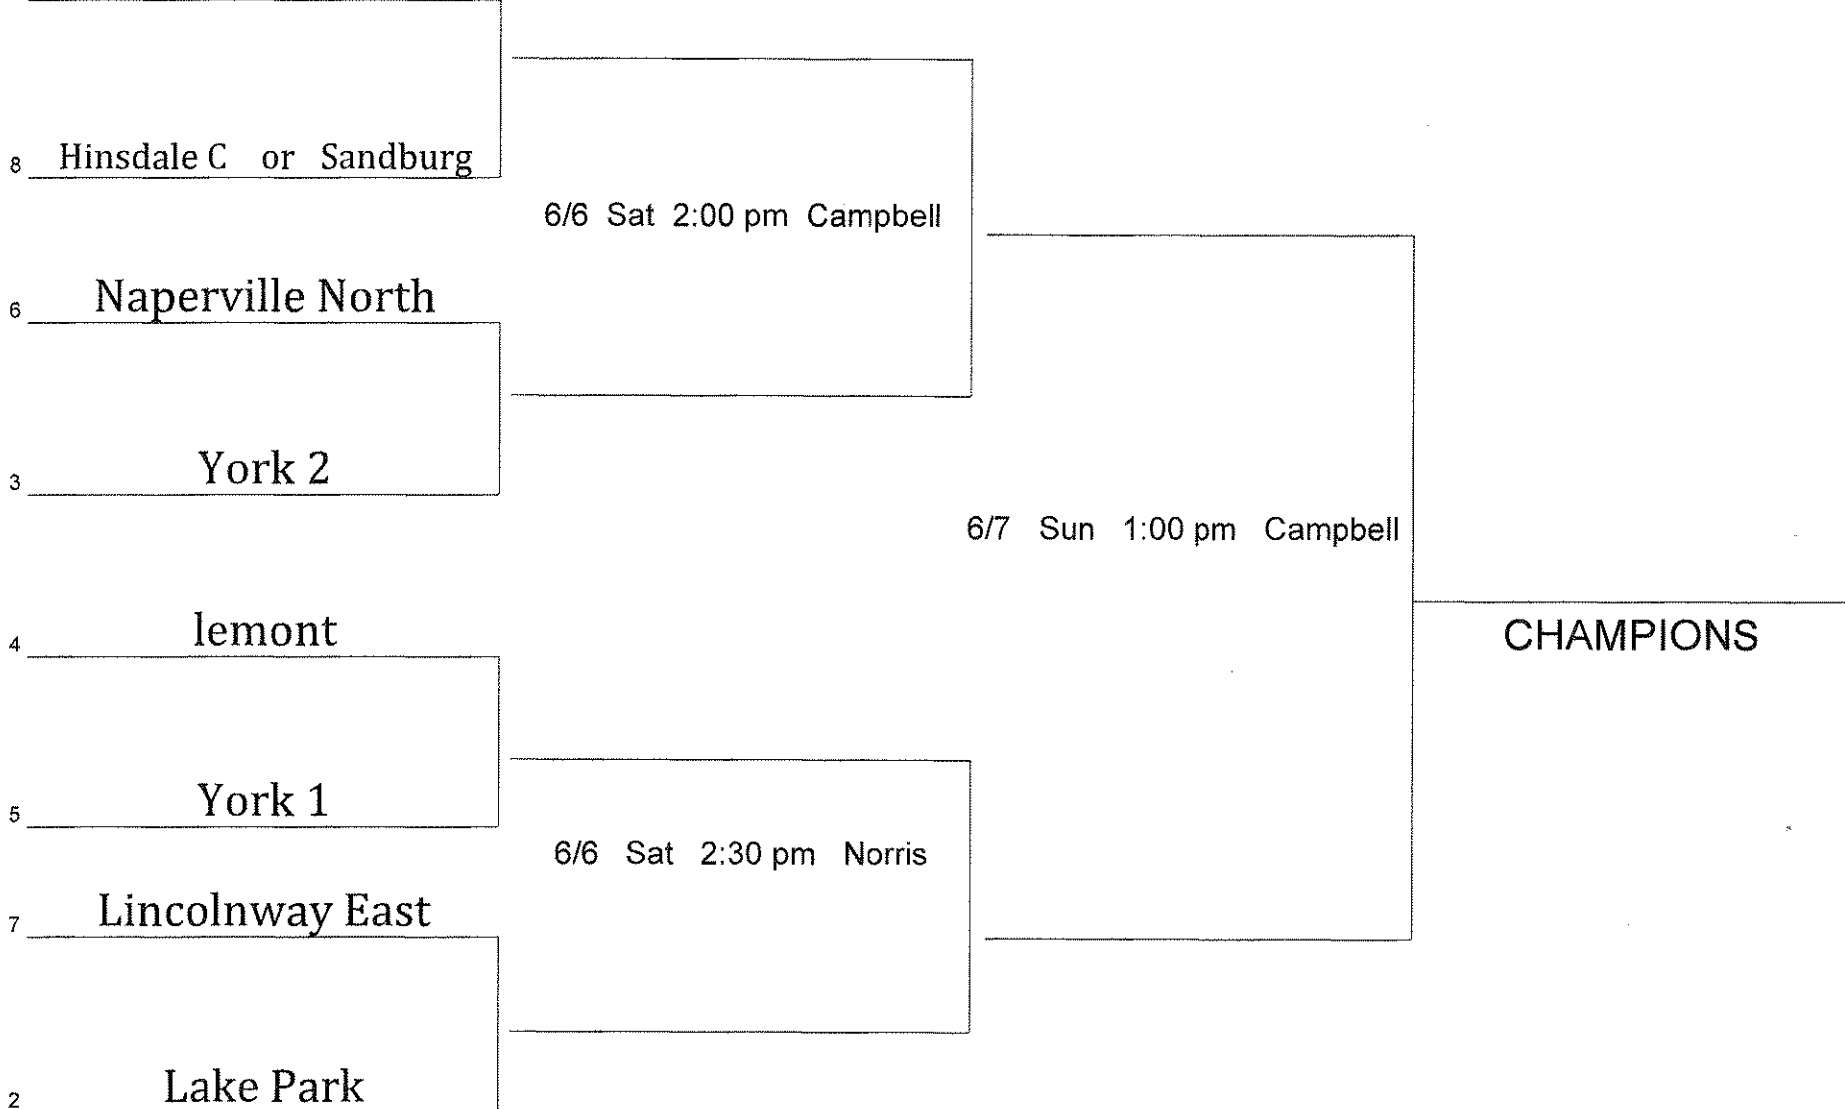 8 Hinsdale C or Sandburg
6/6 Sat 2:00 pm Campbell
6 Naperville North
3 York 2
6/7 Sun 1:00 pm Campbell
4 lemont
CHAMPIONS
5 York 1
6/6 Sat 2:30 pm Norris
7 Lincolnway East
2 Lake Park